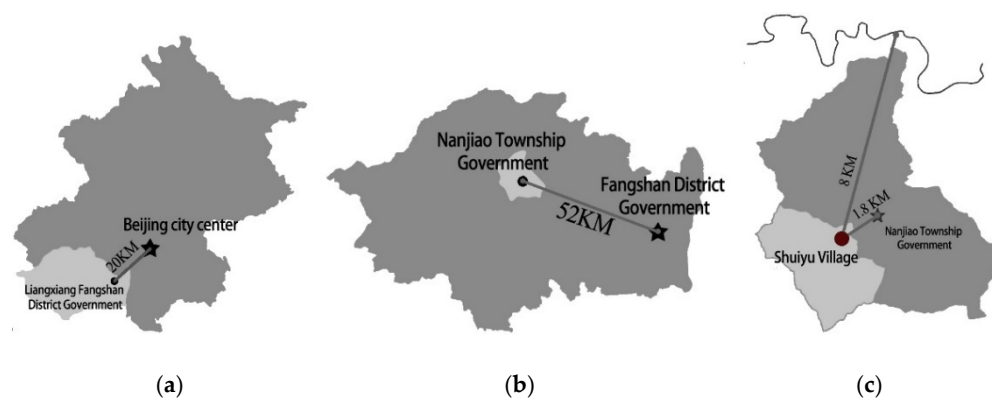 Beijing city center
20KM
Liangxiang Fangshan
District Government
(a)
Nanjiao Township
Government
Fangshan District
Government
52KM
(b)
8 KM
1.8 KM
Nanjiao Township
Government
Shuiyu Village
(c)